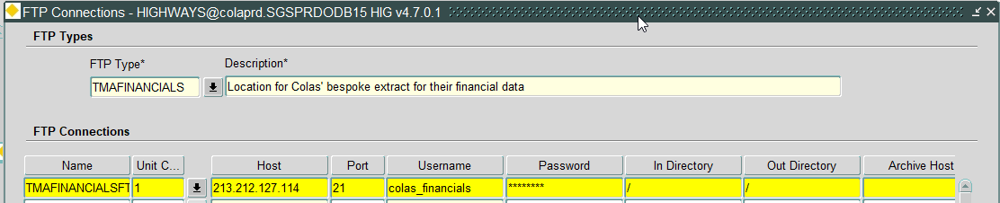 FTP Connections - HIGHWAYS@colaprd.SGSPRDODB15 HIG v4.7.0.1
FTP Types
FTP Type* Description*
TMAFINANCIALS Location for Colas' bespoke extract for their financial data
FTP Connections
Name Unit C... Host Port Username Password In Directory Out Directory Archive Host
TMAFINANCIALSFT 1 213.212.127.114 21 colas_financials ******** / /